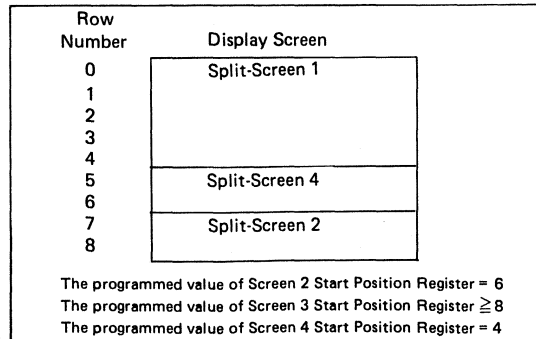 Row
Number Display Screen
0 Split-Screen 1
1
2
3
4
5 Split-Screen 4
6
7 Split-Screen 2
8
The programmed value of Screen 2 Start Position Register = 6
The programmed value of Screen 3 Start Position Register ≧ 8
The programmed value of Screen 4 Start Position Register = 4